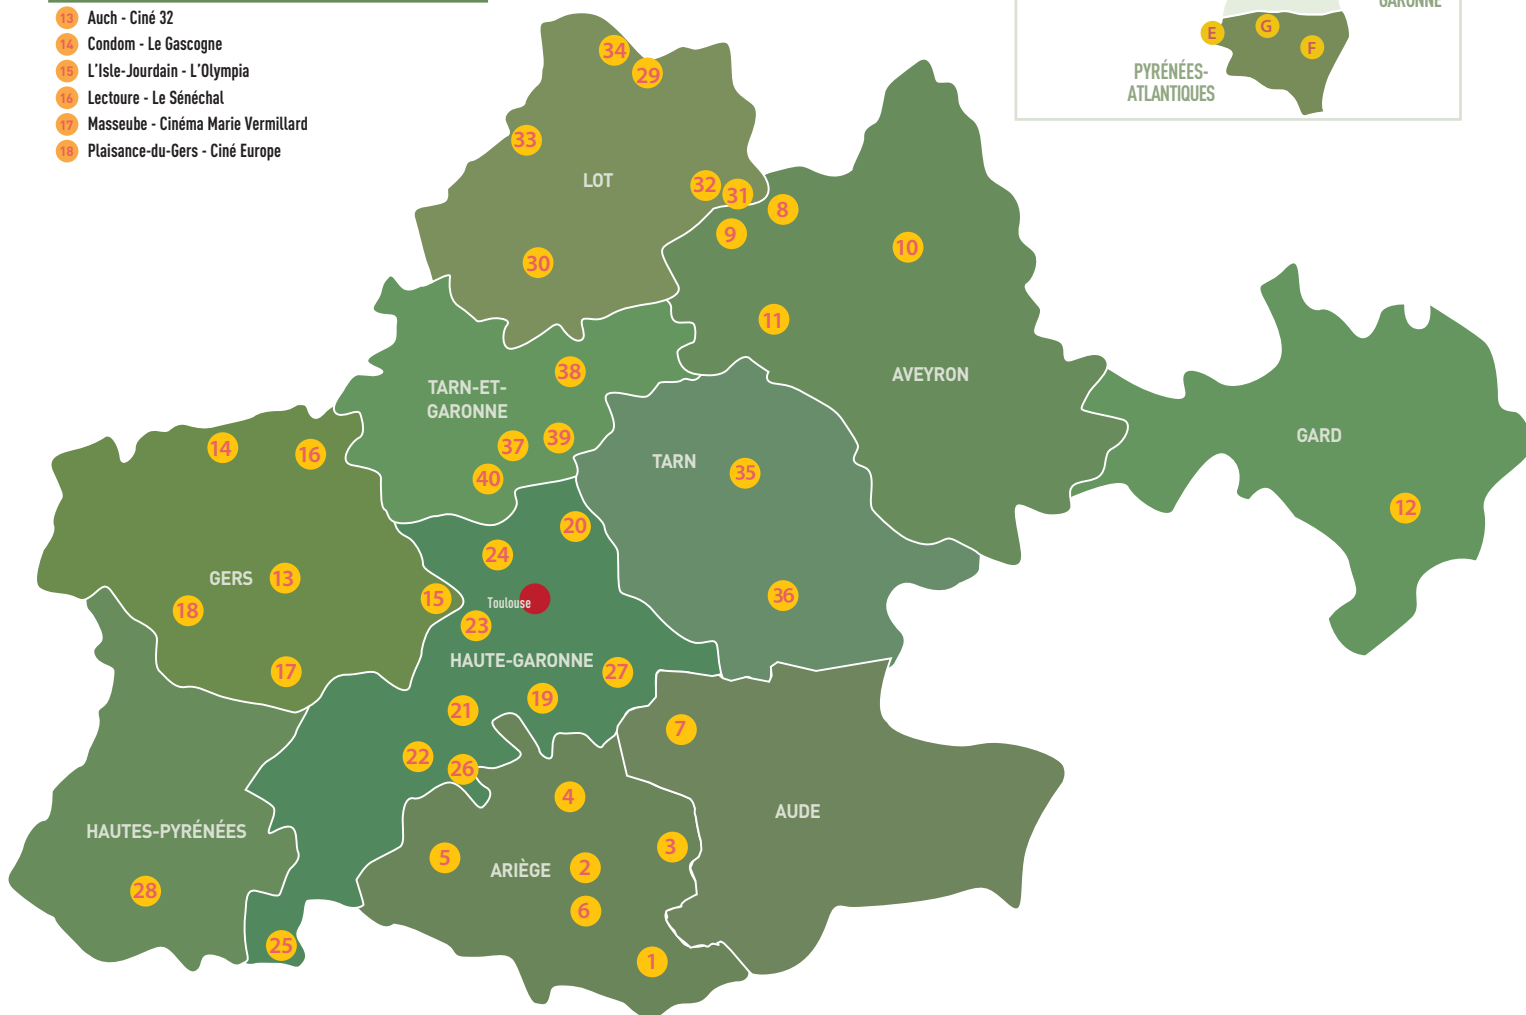 13 Auch - Ciné 32
14 Condom - Le Gascogne
15 L'Isle-Jourdain - L'Olympia
16 Lectoure - Le Sénéchal
17 Masseube - Cinéma Marie Vermillard
18 Plaisance-du-Gers - Ciné Europe
GARONNE
E
G
F
PYRÉNÉES-
ATLANTIQUES
34
29
33
LOT
32
31
8
9
10
30
11
38
TARN-ET-
GARONNE
AVEYRON
37
39
40
14
16
TARN
35
GARD
12
20
24
GERS
13
18
15
Toulouse
23
36
HAUTE-GARONNE
17
27
19
21
7
22
26
4
AUDE
HAUTES-PYRÉNÉES
3
5
ARIÈGE
2
28
6
25
1